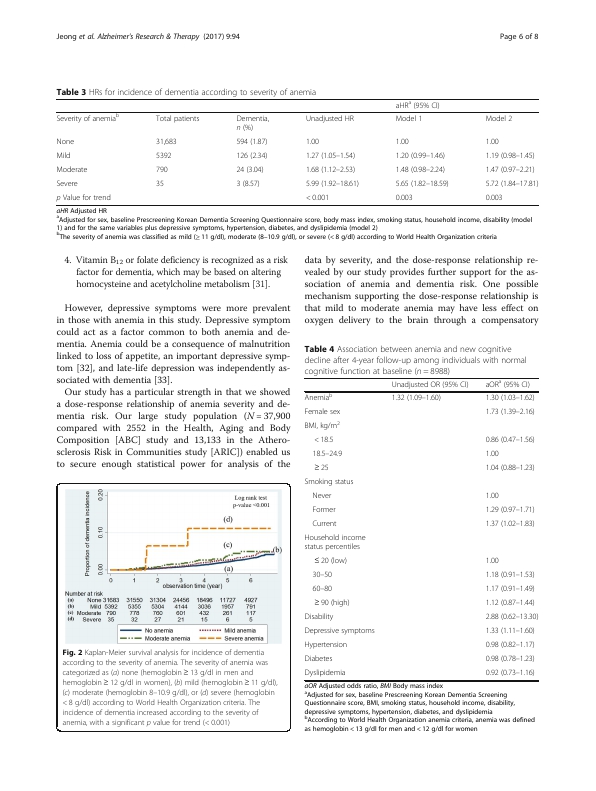 Jeong et al. Alzheimer's Research & Therapy (2017) 9:94
Page 6 of 8
Table 3 HRs for incidence of dementia according to severity of anemia
aHRᵃ (95% CI)
Severity of anemiaᵇ Total patients Dementia, n (%) Unadjusted HR Model 1 Model 2
None 31,683 594 (1.87) 1.00 1.00 1.00
Mild 5392 126 (2.34) 1.27 (1.05–1.54) 1.20 (0.99–1.46) 1.19 (0.98–1.45)
Moderate 790 24 (3.04) 1.68 (1.12–2.53) 1.48 (0.98–2.24) 1.47 (0.97–2.21)
Severe 35 3 (8.57) 5.99 (1.92–18.61) 5.65 (1.82–18.59) 5.72 (1.84–17.81)
p Value for trend < 0.001 0.003 0.003
aHR Adjusted HR
ᵃAdjusted for sex, baseline Prescreening Korean Dementia Screening Questionnaire score, body mass index, smoking status, household income, disability (model
1) and for the same variables plus depressive symptoms, hypertension, diabetes, and dyslipidemia (model 2)
ᵇThe severity of anemia was classified as mild (≥ 11 g/dl), moderate (8–10.9 g/dl), or severe (< 8 g/dl) according to World Health Organization criteria
4. Vitamin B₁₂ or folate deficiency is recognized as a risk
factor for dementia, which may be based on altering
homocysteine and acetylcholine metabolism [31].
However, depressive symptoms were more prevalent
in those with anemia in this study. Depressive symptom
could act as a factor common to both anemia and de-
mentia. Anemia could be a consequence of malnutrition
linked to loss of appetite, an important depressive symp-
tom [32], and late-life depression was independently as-
sociated with dementia [33].
Our study has a particular strength in that we showed
a dose-response relationship of anemia severity and de-
mentia risk. Our large study population (N = 37,900
compared with 2552 in the Health, Aging and Body
Composition [ABC] study and 13,133 in the Athero-
sclerosis Risk in Communities study [ARIC]) enabled us
to secure enough statistical power for analysis of the
Proportion of dementia incidence
0.20
0.10
0.00
Log rank test
p-value <0.001
(d)
(c)
(b)
(a)
0 1 2 3 4 5 6
observation time (year)
Number at risk
(a) None 31683 31550 31304 24456 18496 11727 4927
(b) Mild 5392 5355 5304 4144 3036 1957 791
(c) Moderate 790 778 760 601 432 261 117
(d) Severe 35 32 27 21 15 6 5
No anemia Mild anemia
Moderate anemia Severe anemia
Fig. 2 Kaplan-Meier survival analysis for incidence of dementia
according to the severity of anemia. The severity of anemia was
categorized as (a) none (hemoglobin ≥ 13 g/dl in men and
hemoglobin ≥ 12 g/dl in women), (b) mild (hemoglobin ≥ 11 g/dl),
(c) moderate (hemoglobin 8–10.9 g/dl), or (d) severe (hemoglobin
< 8 g/dl) according to World Health Organization criteria. The
incidence of dementia increased according to the severity of
anemia, with a significant p value for trend (< 0.001)
data by severity, and the dose-response relationship re-
vealed by our study provides further support for the as-
sociation of anemia and dementia risk. One possible
mechanism supporting the dose-response relationship is
that mild to moderate anemia may have less effect on
oxygen delivery to the brain through a compensatory
Table 4 Association between anemia and new cognitive
decline after 4-year follow-up among individuals with normal
cognitive function at baseline (n = 8988)
Unadjusted OR (95% CI) aORᵃ (95% CI)
Anemiaᵇ 1.32 (1.09–1.60) 1.30 (1.03–1.62)
Female sex 1.73 (1.39–2.16)
BMI, kg/m²
< 18.5 0.86 (0.47–1.56)
18.5–24.9 1.00
≥ 25 1.04 (0.88–1.23)
Smoking status
Never 1.00
Former 1.29 (0.97–1.71)
Current 1.37 (1.02–1.83)
Household income
status percentiles
≤ 20 (low) 1.00
30–50 1.18 (0.91–1.53)
60–80 1.17 (0.91–1.49)
≥ 90 (high) 1.12 (0.87–1.44)
Disability 2.88 (0.62–13.30)
Depressive symptoms 1.33 (1.11–1.60)
Hypertension 0.98 (0.82–1.17)
Diabetes 0.98 (0.78–1.23)
Dyslipidemia 0.92 (0.73–1.16)
aOR Adjusted odds ratio, BMI Body mass index
ᵃAdjusted for sex, baseline Prescreening Korean Dementia Screening
Questionnaire score, BMI, smoking status, household income, disability,
depressive symptoms, hypertension, diabetes, and dyslipidemia
ᵇAccording to World Health Organization anemia criteria, anemia was defined
as hemoglobin < 13 g/dl for men and < 12 g/dl for women